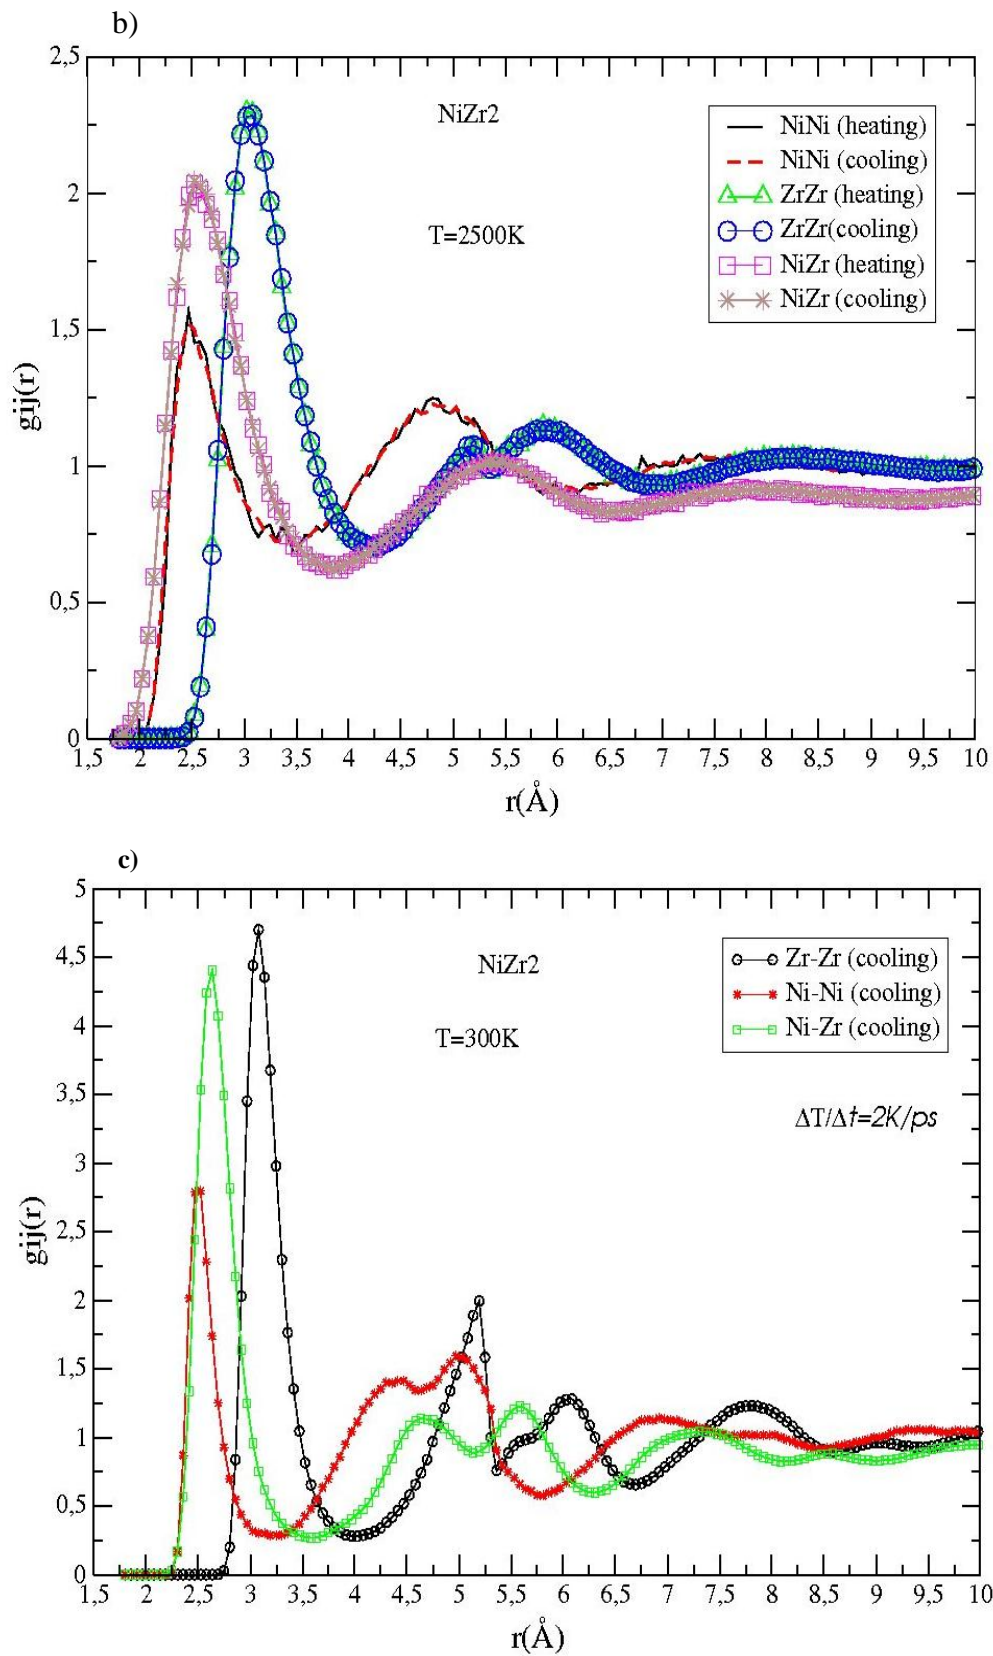 b)
2,5
2
1,5
1
0,5
0
gij(r)
NiZr2
T=2500K
NiNi (heating)
NiNi (cooling)
ZrZr (heating)
ZrZr(cooling)
NiZr (heating)
NiZr (cooling)
1,5 2 2,5 3 3,5 4 4,5 5 5,5 6 6,5 7 7,5 8 8,5 9 9,5 10
r(Å)
c)
5
4,5
4
3,5
3
2,5
2
1,5
1
0,5
0
gij(r)
NiZr2
T=300K
Zr-Zr (cooling)
Ni-Ni (cooling)
Ni-Zr (cooling)
ΔT/Δt=2K/ps
1,5 2 2,5 3 3,5 4 4,5 5 5,5 6 6,5 7 7,5 8 8,5 9 9,5 10
r(Å)